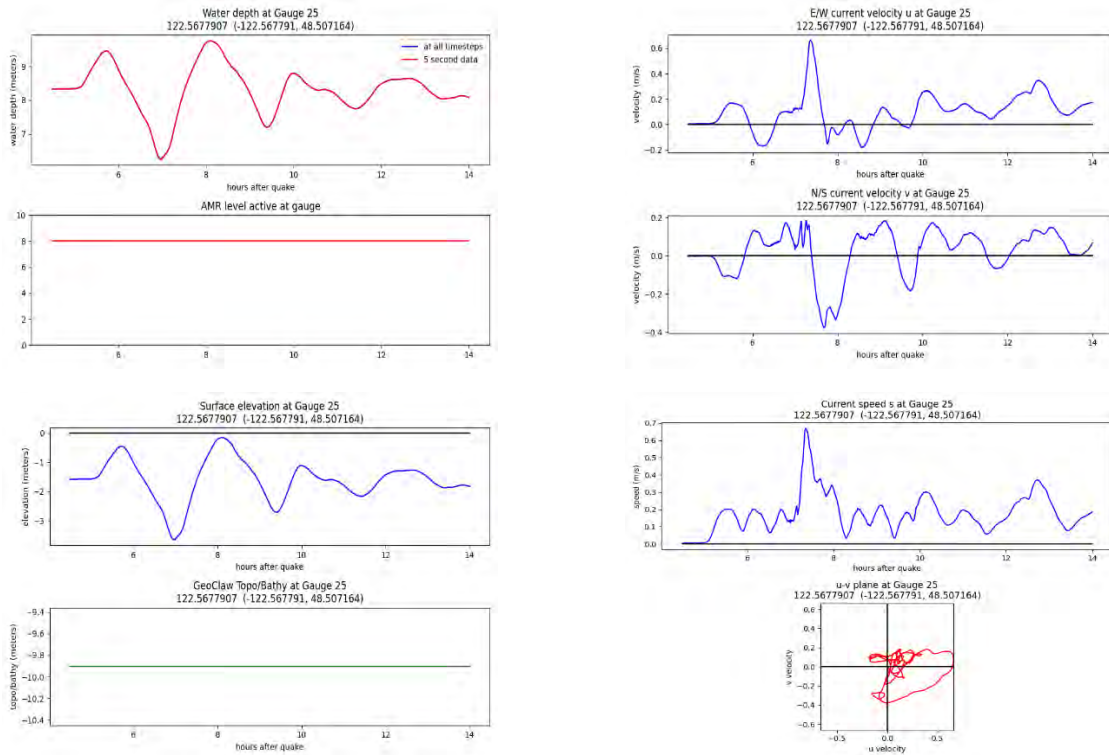 Water depth at Gauge 25
122.5677907 (-122.567791, 48.507164)
at all timesteps
5 second data
water depth (meters)
9
8
7
6
8
10
12
14
hours after quake
AMR level active at gauge
10
8
6
4
2
0
6
8
10
12
14
Surface elevation at Gauge 25
122.5677907 (-122.567791, 48.507164)
elevation (meters)
0
−1
−2
−3
6
8
10
12
14
hours after quake
GeoClaw Topo/Bathy at Gauge 25
122.5677907 (-122.567791, 48.507164)
topo/bathy (meters)
−9.4
−9.6
−9.8
−10.0
−10.2
−10.4
6
8
10
12
14
hours after quake
E/W current velocity u at Gauge 25
122.5677907 (-122.567791, 48.507164)
velocity (m/s)
0.6
0.4
0.2
0.0
−0.2
6
8
10
12
14
hours after quake
N/S current velocity v at Gauge 25
122.5677907 (-122.567791, 48.507164)
velocity (m/s)
0.2
0.0
−0.2
−0.4
6
8
10
12
14
hours after quake
Current speed s at Gauge 25
122.5677907 (-122.567791, 48.507164)
speed (m/s)
0.7
0.6
0.5
0.4
0.3
0.2
0.1
0.0
6
8
10
12
14
hours after quake
u-v plane at Gauge 25
122.5677907 (-122.567791, 48.507164)
v velocity
0.6
0.4
0.2
0.0
−0.2
−0.4
−0.6
−0.5
0.0
0.5
u velocity